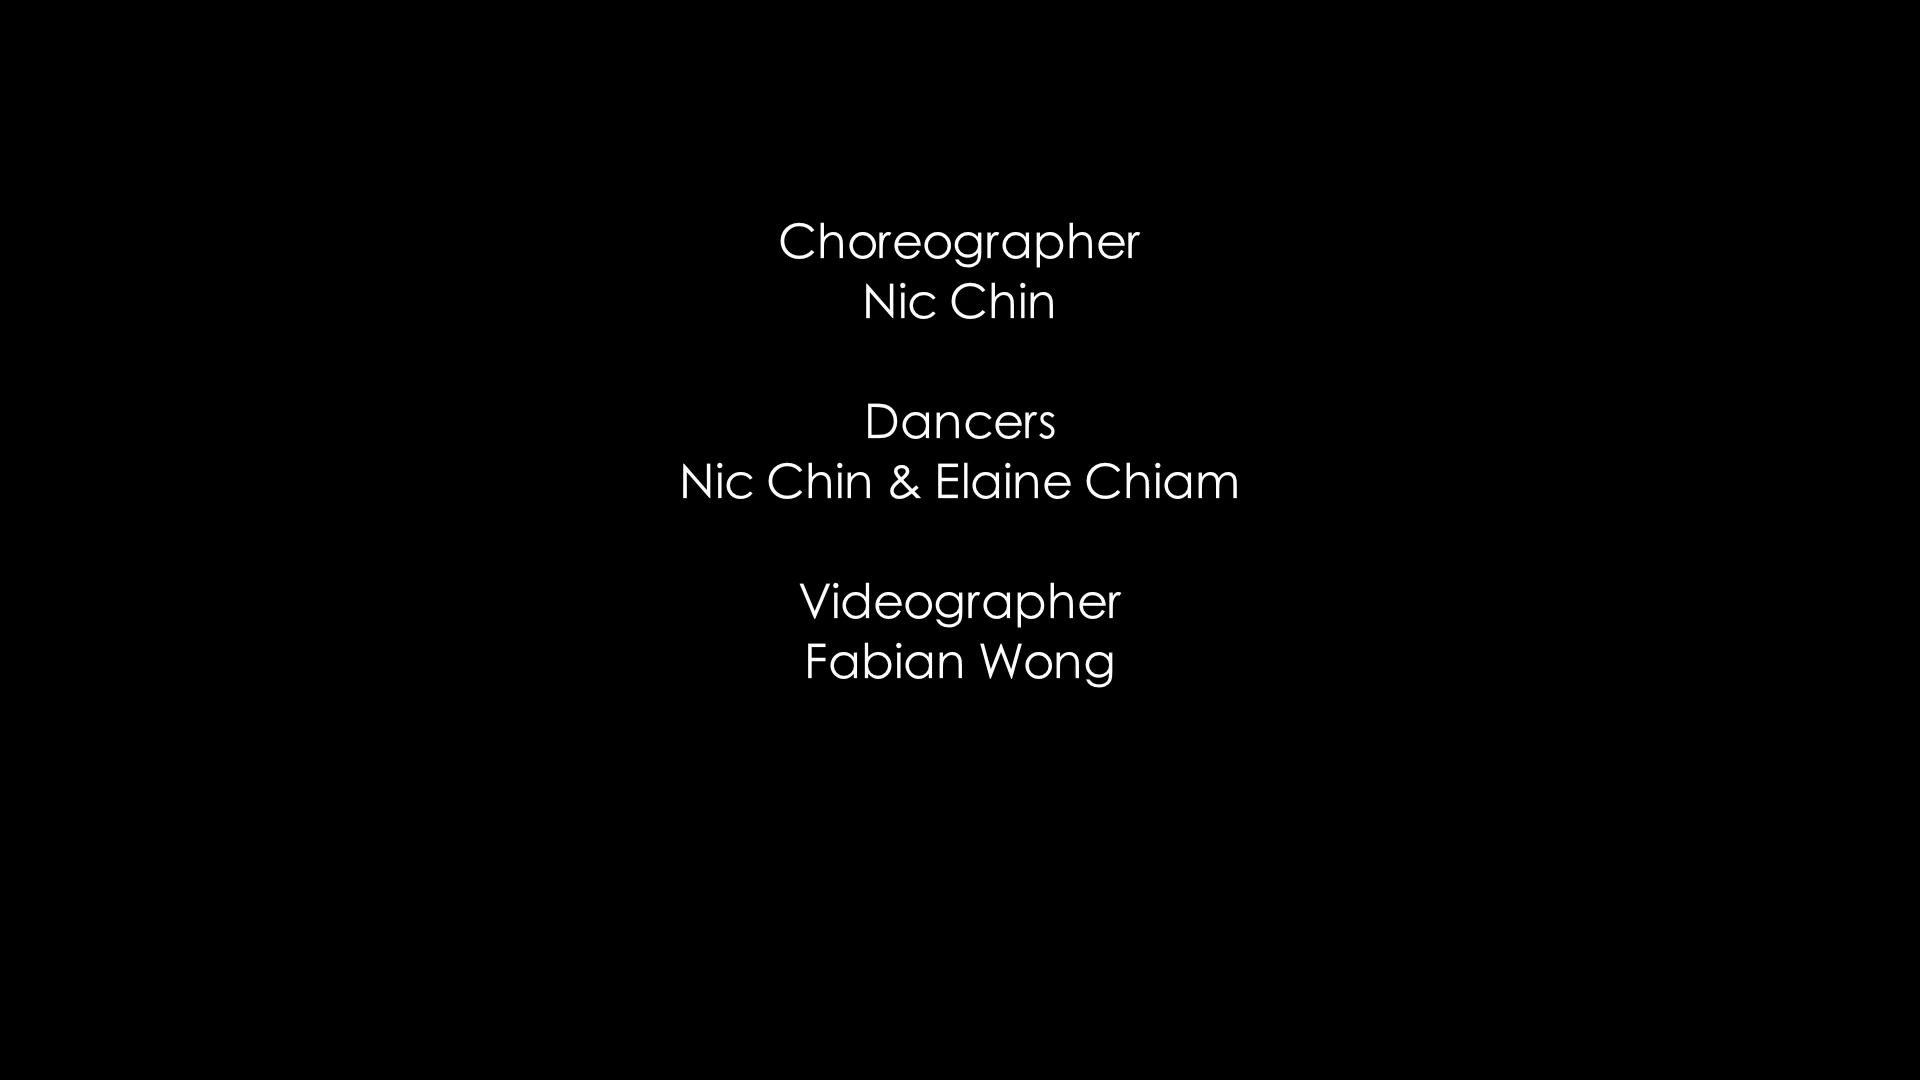 Choreographer
Nic Chin
Dancers
Nic Chin & Elaine Chiam
Videographer
Fabian Wong